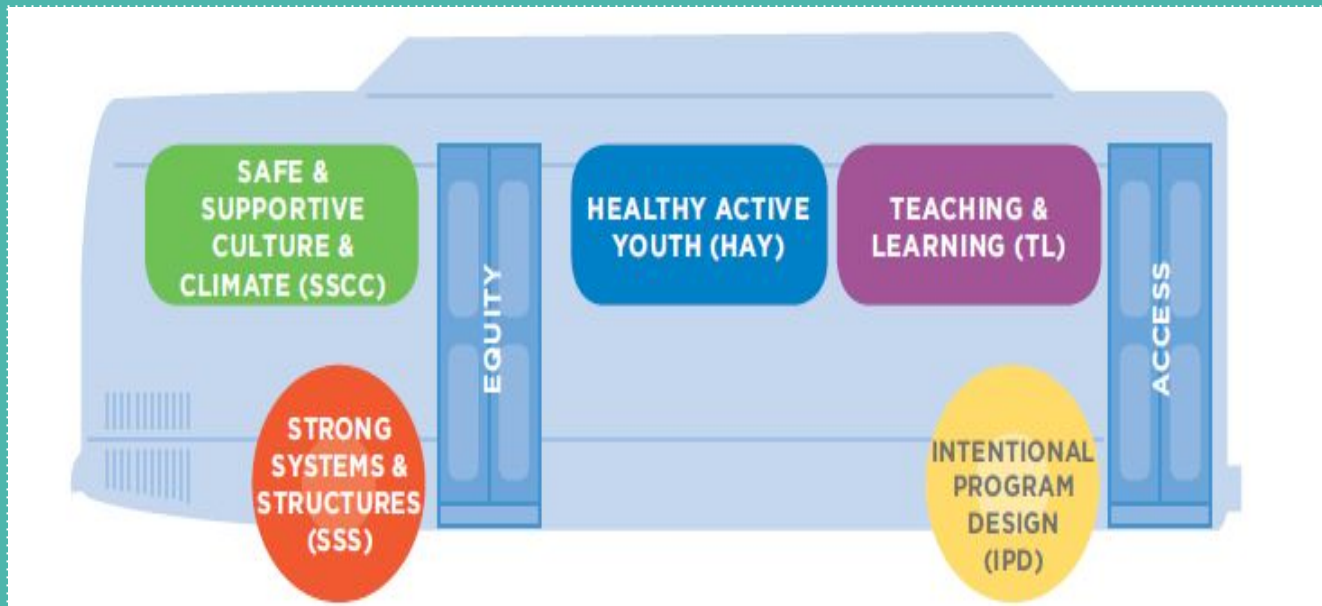 SAFE &
SUPPORTIVE
CULTURE &
CLIMATE (SSCC)
EQUITY
HEALTHY ACTIVE
YOUTH (HAY)
TEACHING &
LEARNING (TL)
ACCESS
STRONG
SYSTEMS &
STRUCTURES
(SSS)
INTENTIONAL
PROGRAM
DESIGN
(IPD)